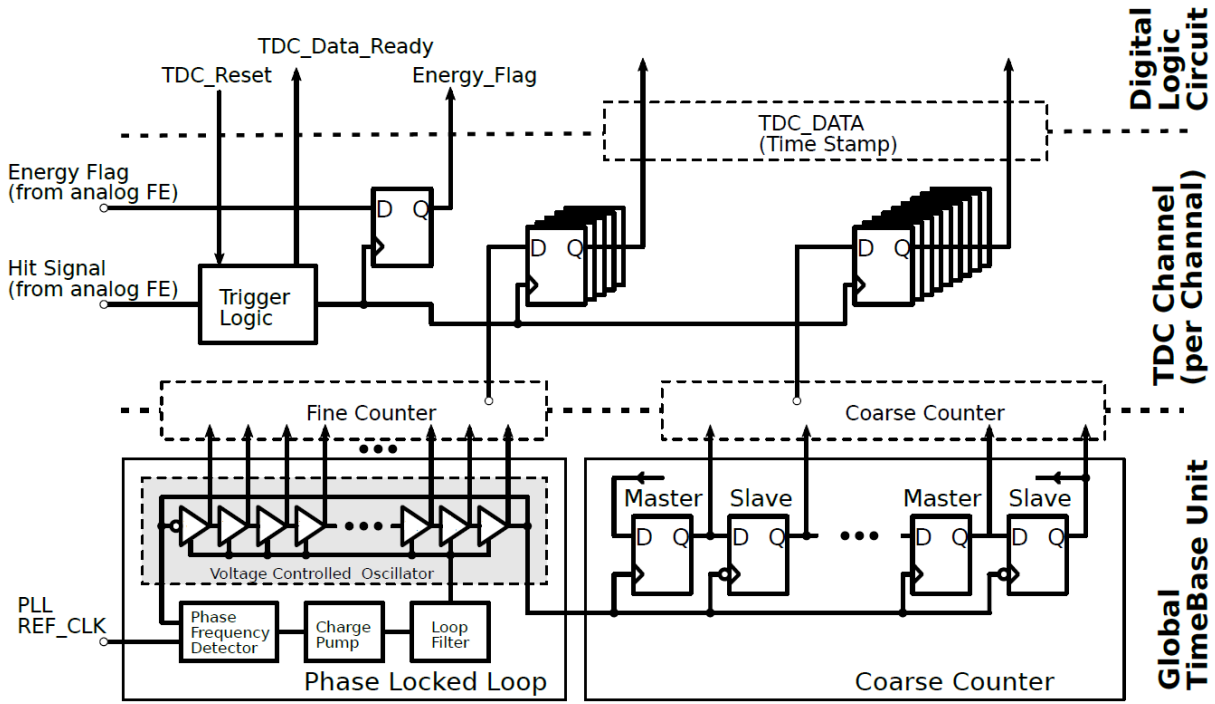 TDC_Data_Ready
TDC_Reset
Energy_Flag
Digital
Logic
Circuit
TDC_DATA
(Time Stamp)
Energy Flag
(from analog FE)
D Q
D Q
D Q
Hit Signal
(from analog FE)
Trigger
Logic
TDC Channel
(per Channal)
Fine Counter
Coarse Counter
Master Slave Master Slave
D Q D Q D Q D Q
Voltage Controlled Oscillator
PLL
REF_CLK
Phase
Frequency
Detector
Charge
Pump
Loop
Filter
Phase Locked Loop
Coarse Counter
Global
TimeBase Unit